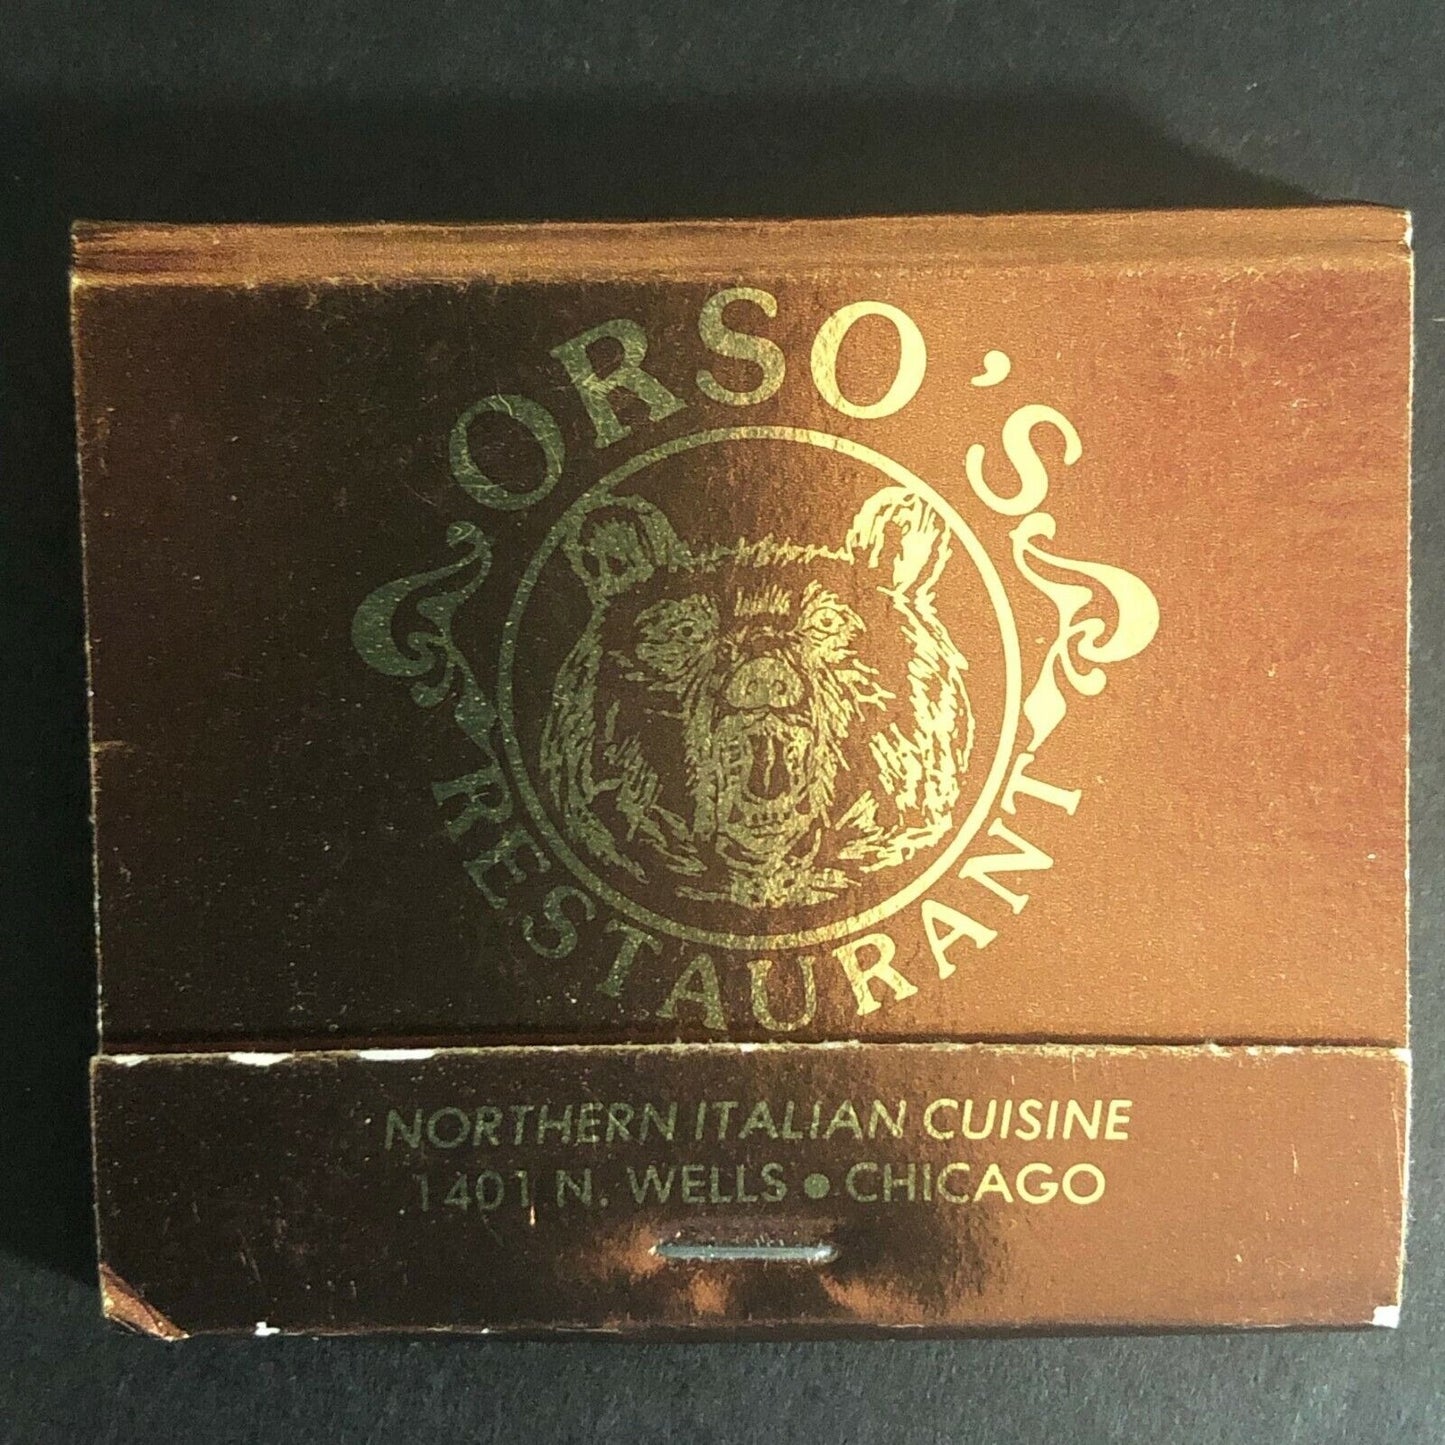 ORSO'S
RESTAURANT
NORTHERN ITALIAN CUISINE
1401 N. WELLS • CHICAGO